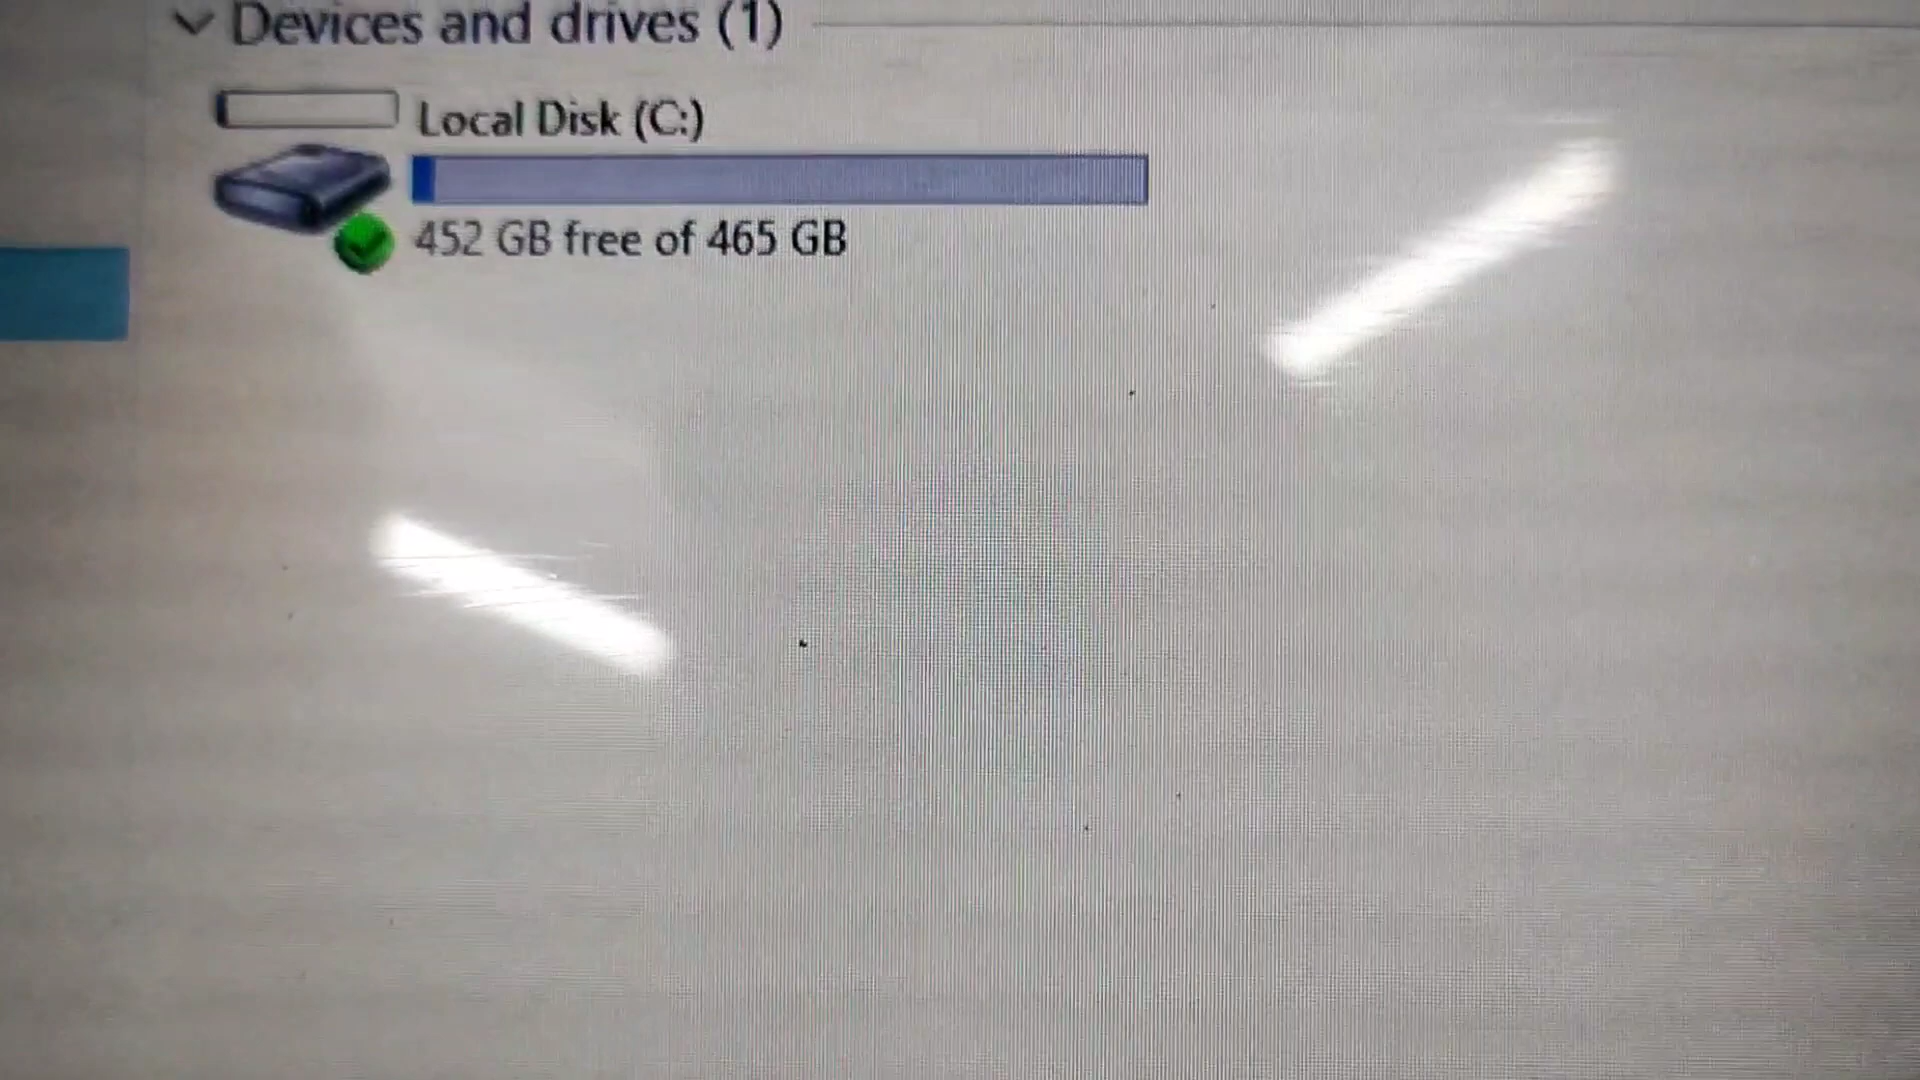 Devices and drives (1)
Local Disk (C:)
452 GB free of 465 GB